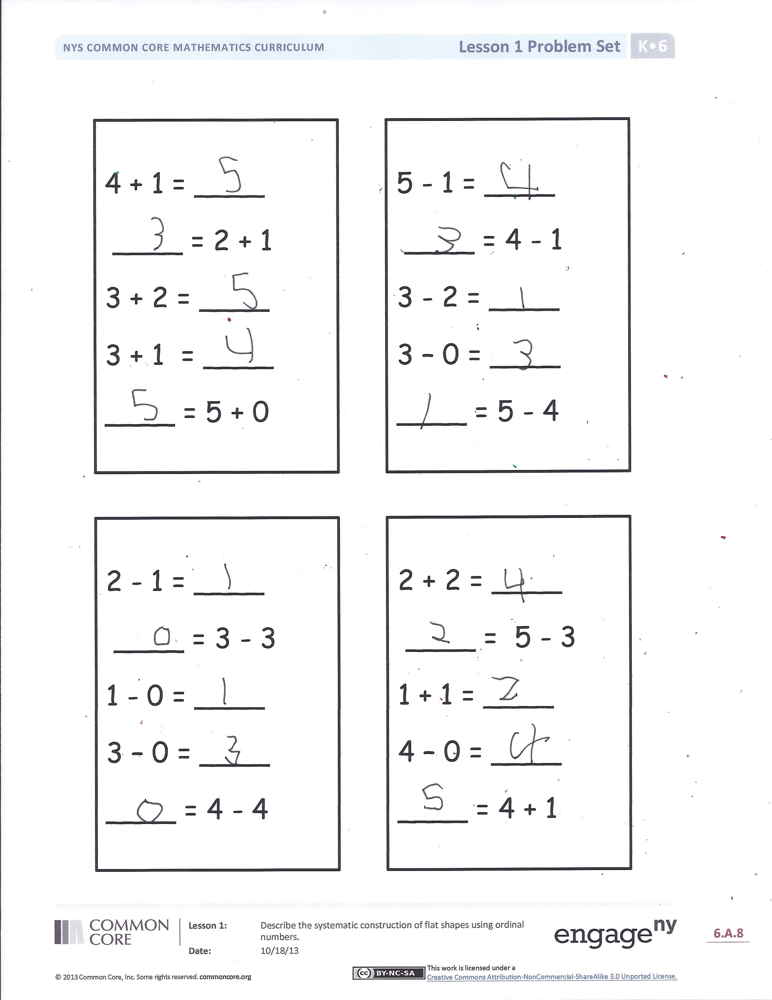 NYS COMMON CORE MATHEMATICS CURRICULUM
Lesson 1 Problem Set
K•6
4 + 1 = 5
3 = 2 + 1
3 + 2 = 5
3 + 1 = 4
5 = 5 + 0
5 - 1 = 4
3 = 4 - 1
3 - 2 = 1
3 - 0 = 3
1 = 5 - 4
2 - 1 = 1
0 = 3 - 3
1 - 0 = 1
3 - 0 = 3
0 = 4 - 4
2 + 2 = 4
2 = 5 - 3
1 + 1 = 2
4 - 0 = 4
5 = 4 + 1
COMMON
CORE
Lesson 1:
Describe the systematic construction of flat shapes using ordinal
numbers.
Date:
10/18/13
engageny
6.A.8
© 2013 Common Core, Inc. Some rights reserved. commoncore.org
cc BY-NC-SA
This work is licensed under a
Creative Commons Attribution-NonCommercial-ShareAlike 3.0 Unported License.